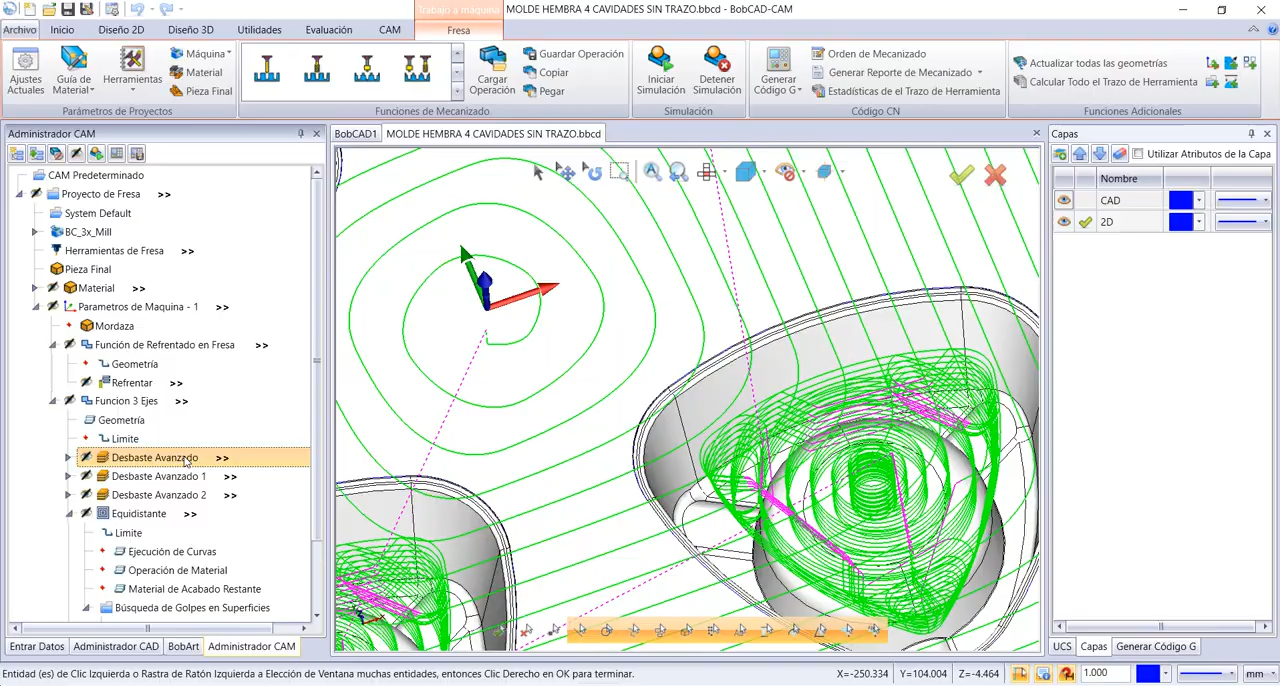 Trabajo a máquina
MOLDE HEMBRA 4 CAVIDADES SIN TRAZO.bbcd - BobCAD-CAM
Archivo
Inicio
Diseño 2D
Diseño 3D
Utilidades
Evaluación
CAM
Fresa
Ajustes Actuales
Guía de Material
Herramientas
Máquina
Material
Pieza Final
Parámetros de Proyectos
Cargar Operación
Guardar Operación
Copiar
Pegar
Funciones de Mecanizado
Iniciar Simulación
Detener Simulación
Simulación
Generar Código G
Orden de Mecanizado
Generar Reporte de Mecanizado
Estadísticas de el Trazo de Herramienta
Código CN
Actualizar todas las geometrías
Calcular Todo el Trazo de Herramienta
Funciones Adicionales
Administrador CAM
BobCAD1
MOLDE HEMBRA 4 CAVIDADES SIN TRAZO.bbcd
Capas
CAM Predeterminado
Proyecto de Fresa >>
System Default
BC_3x_Mill
Herramientas de Fresa >>
Pieza Final
Material >>
Parametros de Maquina - 1 >>
Mordaza
Función de Refrentado en Fresa >>
Geometría
Refrentar >>
Funcion 3 Ejes >>
Geometría
Limite
Desbaste Avanzado >>
Desbaste Avanzado 1 >>
Desbaste Avanzado 2 >>
Equidistante >>
Limite
Ejecución de Curvas
Operación de Material
Material de Acabado Restante
Búsqueda de Golpes en Superficies
Utilizar Atributos de la Capa
Nombre
CAD
2D
Entrar Datos
Administrador CAD
BobArt
Administrador CAM
UCS
Capas
Generar Código G
Entidad (es) de Clic Izquierda o Rastra de Ratón Izquierda a Elección de Ventana muchas entidades, entonces Clic Derecho en OK para terminar.
X=-250.334
Y=104.004
Z=-4.464
1.000
mm